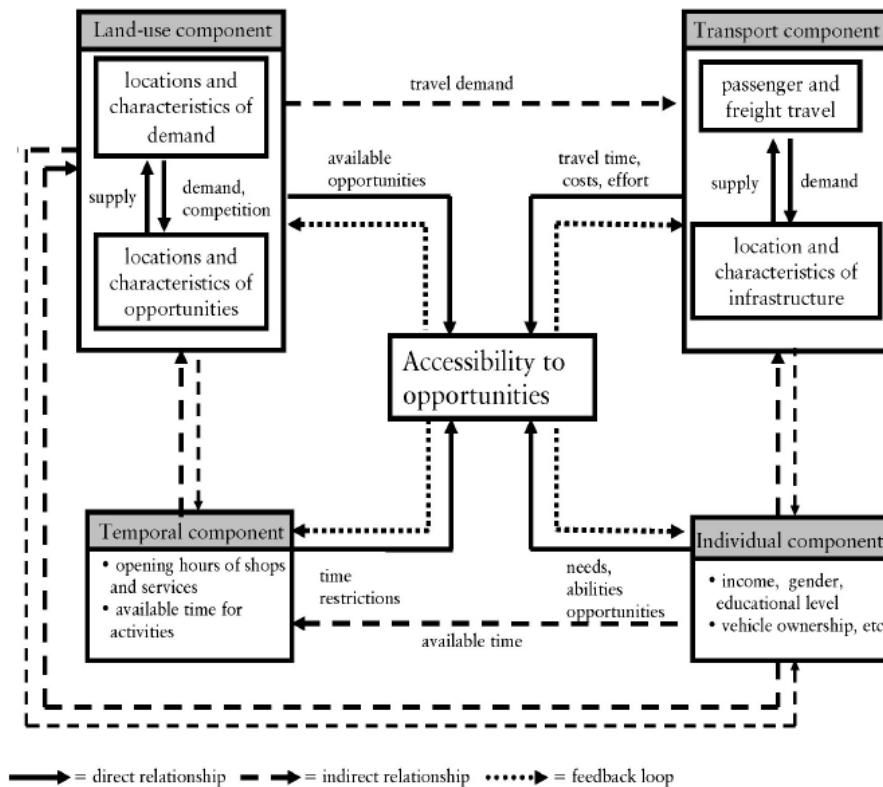 Land-use component
locations and
characteristics of
demand
supply
demand,
competition
locations and
characteristics of
opportunities
travel demand
available
opportunities
travel time,
costs, effort
Transport component
passenger and
freight travel
supply
demand
location and
characteristics of
infrastructure
Accessibility to
opportunities
Temporal component
• opening hours of shops
and services
• available time for
activities
time
restrictions
needs,
abilities
opportunities
available time
Individual component
• income, gender,
educational level
• vehicle ownership, etc
= direct relationship
= indirect relationship
= feedback loop